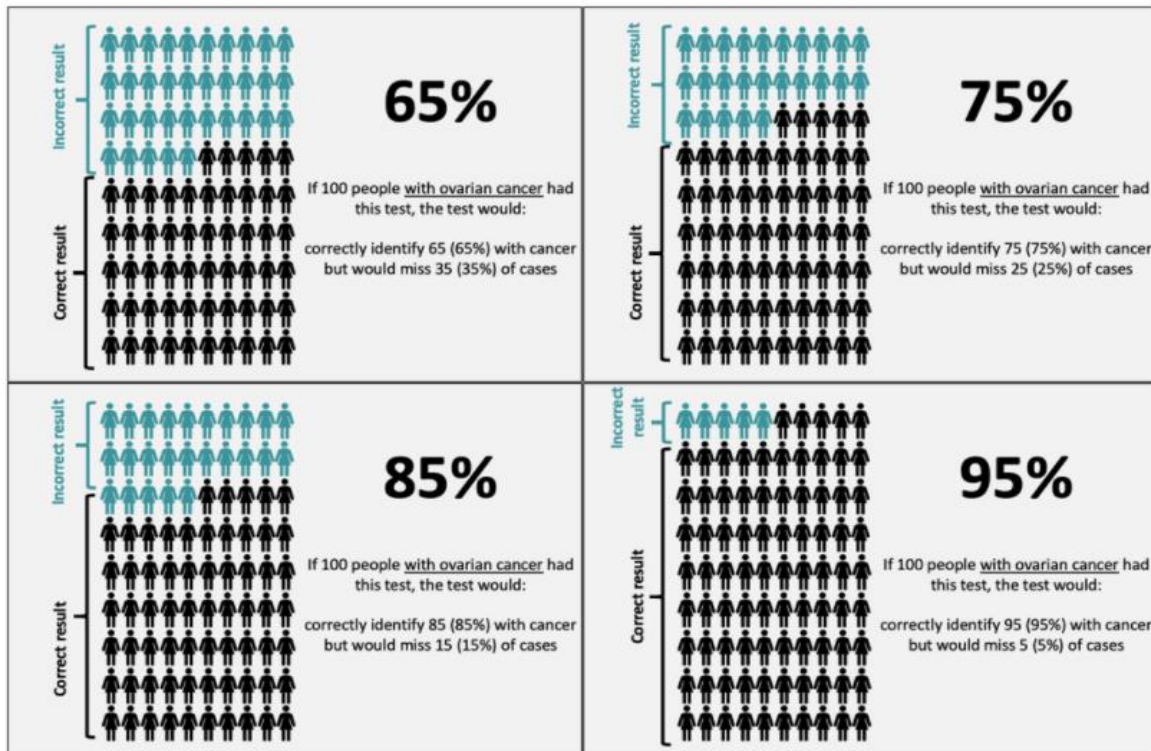 Incorrect result
Correct result
65%
If 100 people with ovarian cancer had
this test, the test would:
correctly identify 65 (65%) with cancer
but would miss 35 (35%) of cases
Incorrect result
Correct result
75%
If 100 people with ovarian cancer had
this test, the test would:
correctly identify 75 (75%) with cancer
but would miss 25 (25%) of cases
Incorrect result
Correct result
85%
If 100 people with ovarian cancer had
this test, the test would:
correctly identify 85 (85%) with cancer
but would miss 15 (15%) of cases
Incorrect
result
Correct result
95%
If 100 people with ovarian cancer had
this test, the test would:
correctly identify 95 (95%) with cancer
but would miss 5 (5%) of cases